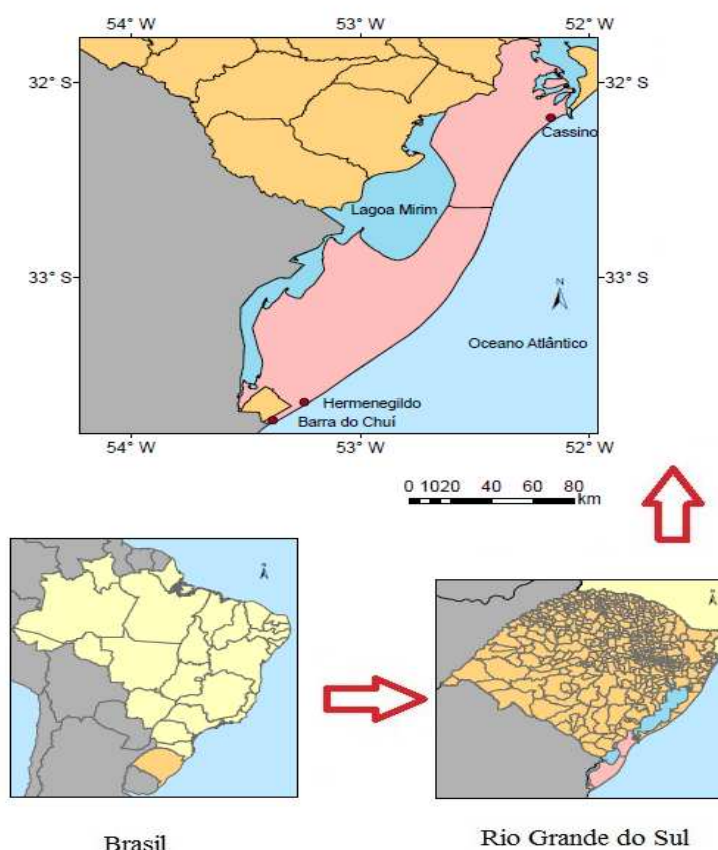 54° W 53° W 52° W
32° S 32° S
Cassino
Lagoa Mirim
33° S 33° S
N
Oceano Atlântico
Hermenegildo
Barra do Chuí
54° W 53° W 52° W
0 10 20 40 60 80
km
Brasil
Rio Grande do Sul